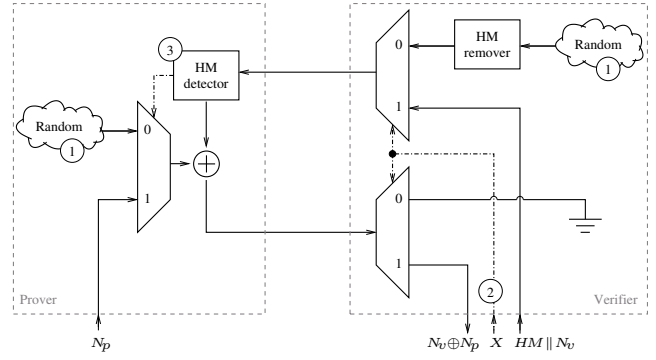 3
HM
detector
0
HM
remover
Random
1
Random
1
0
1
1
0
1
2
Prover
Verifier
Np
Nv⊕Np X HM || Nv